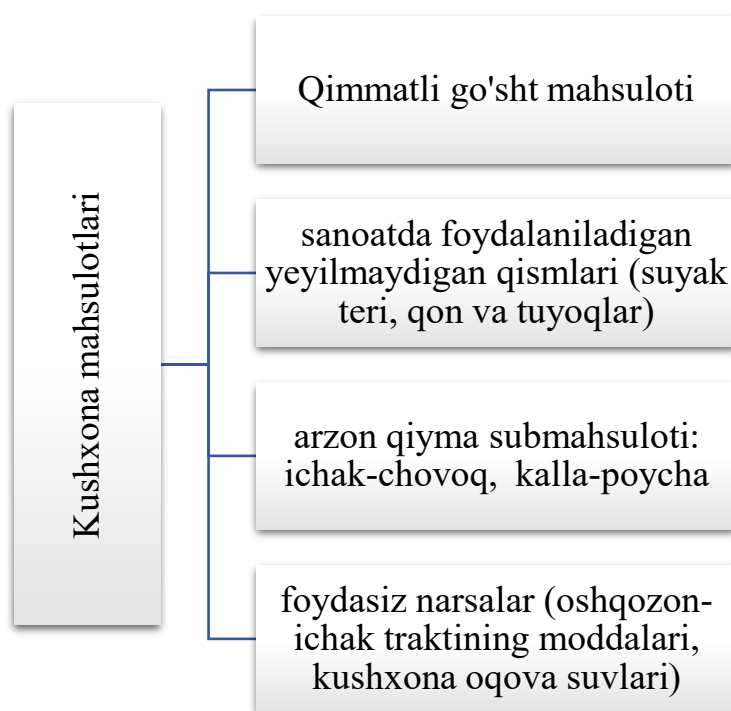 Kushxona mahsulotlari
Qimmatli go'sht mahsuloti
sanoatda foydalaniladigan
yeyilmaydigan qismlari (suyak
teri, qon va tuyoqlar)
arzon qiyma submahsuloti:
ichak-chovoq, kalla-poycha
foydasiz narsalar (oshqozon-
ichak traktining moddalari,
kushxona oqova suvlari)